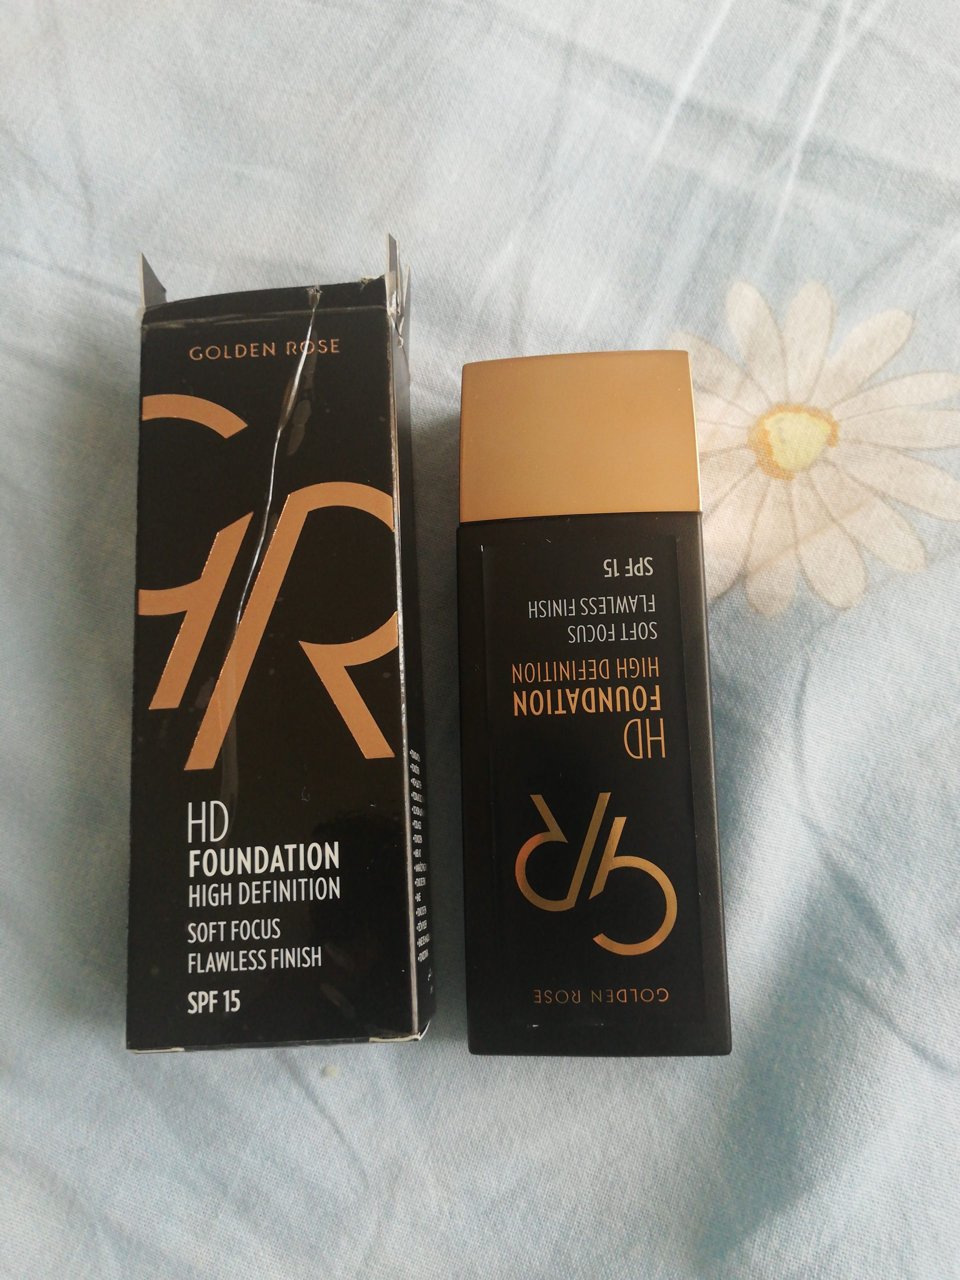 GOLDEN ROSE
GR
HD
FOUNDATION
HIGH DEFINITION
SOFT FOCUS
FLAWLESS FINISH
SPF 15
GOLDEN ROSE
GR
HD
FOUNDATION
HIGH DEFINITION
SOFT FOCUS
FLAWLESS FINISH
SPF 15